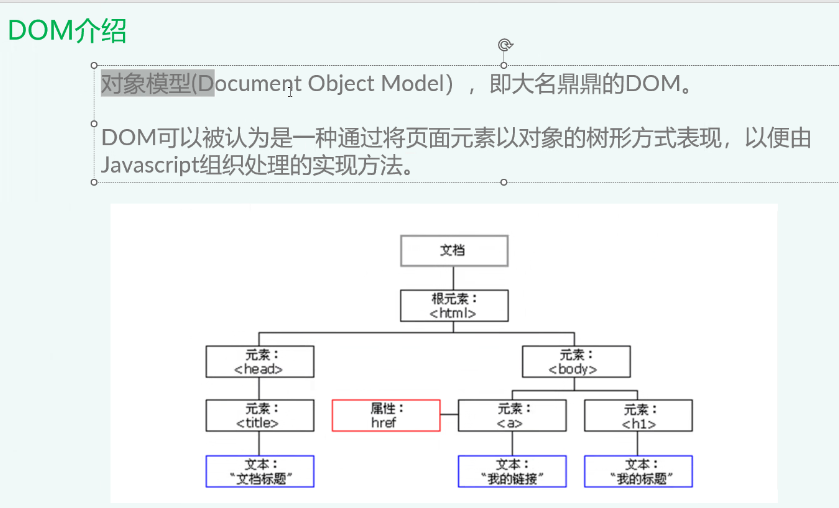 DOM介绍
对象模型(Document Object Model），即大名鼎鼎的DOM。
DOM可以被认为是一种通过将页面元素以对象的树形方式表现，以便由
Javascript组织处理的实现方法。
文档
根元素：
<html>
元素：
<head>
元素：
<body>
元素：
<title>
属性：
href
元素：
<a>
元素：
<h1>
文本：
“文档标题”
文本：
“我的链接”
文本：
“我的标题”